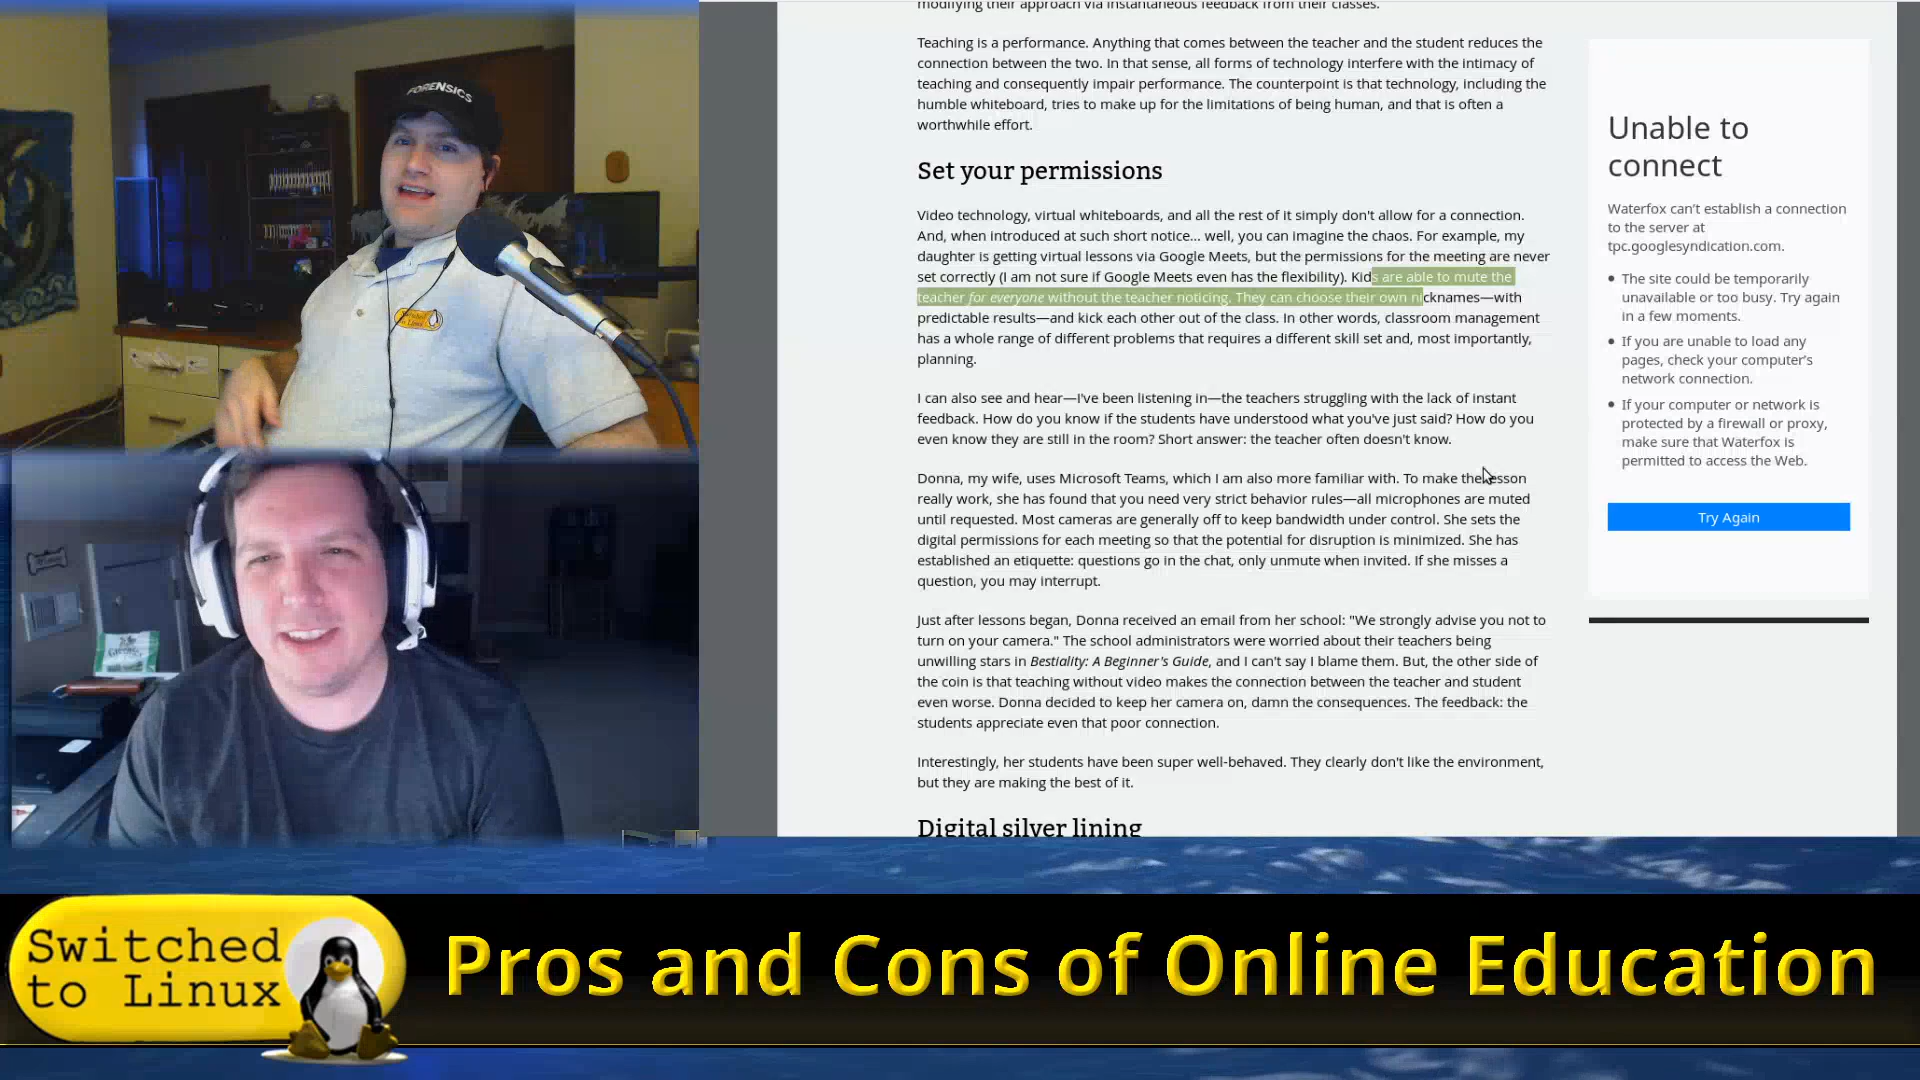 FORENSICS
Switched
to Linux
modifying their approach via instantaneous feedback from their classes.
Teaching is a performance. Anything that comes between the teacher and the student reduces the
connection between the two. In that sense, all forms of technology interfere with the intimacy of
teaching and consequently impair performance. The counterpoint is that technology, including the
humble whiteboard, tries to make up for the limitations of being human, and that is often a
worthwhile effort.
Set your permissions
Video technology, virtual whiteboards, and all the rest of it simply don't allow for a connection.
And, when introduced at such short notice... well, you can imagine the chaos. For example, my
daughter is getting virtual lessons via Google Meets, but the permissions for the meeting are never
set correctly (I am not sure if Google Meets even has the flexibility). Kids are able to mute the
teacher for everyone without the teacher noticing. They can choose their own nicknames—with
predictable results—and kick each other out of the class. In other words, classroom management
has a whole range of different problems that requires a different skill set and, most importantly,
planning.
I can also see and hear—I've been listening in—the teachers struggling with the lack of instant
feedback. How do you know if the students have understood what you've just said? How do you
even know they are still in the room? Short answer: the teacher often doesn't know.
Donna, my wife, uses Microsoft Teams, which I am also more familiar with. To make the lesson
really work, she has found that you need very strict behavior rules—all microphones are muted
until requested. Most cameras are generally off to keep bandwidth under control. She sets the
digital permissions for each meeting so that the potential for disruption is minimized. She has
established an etiquette: questions go in the chat, only unmute when invited. If she misses a
question, you may interrupt.
Just after lessons began, Donna received an email from her school: "We strongly advise you not to
turn on your camera." The school administrators were worried about their teachers being
unwilling stars in Bestiality: A Beginner's Guide, and I can't say I blame them. But, the other side of
the coin is that teaching without video makes the connection between the teacher and student
even worse. Donna decided to keep her camera on, damn the consequences. The feedback: the
students appreciate even that poor connection.
Interestingly, her students have been super well-behaved. They clearly don't like the environment,
but they are making the best of it.
Digital silver lining
Unable to
connect
Waterfox can't establish a connection
to the server at
tpc.googlesyndication.com.
• The site could be temporarily
unavailable or too busy. Try again
in a few moments.
• If you are unable to load any
pages, check your computer's
network connection.
• If your computer or network is
protected by a firewall or proxy,
make sure that Waterfox is
permitted to access the Web.
Try Again
Switched
to Linux
Pros and Cons of Online Education